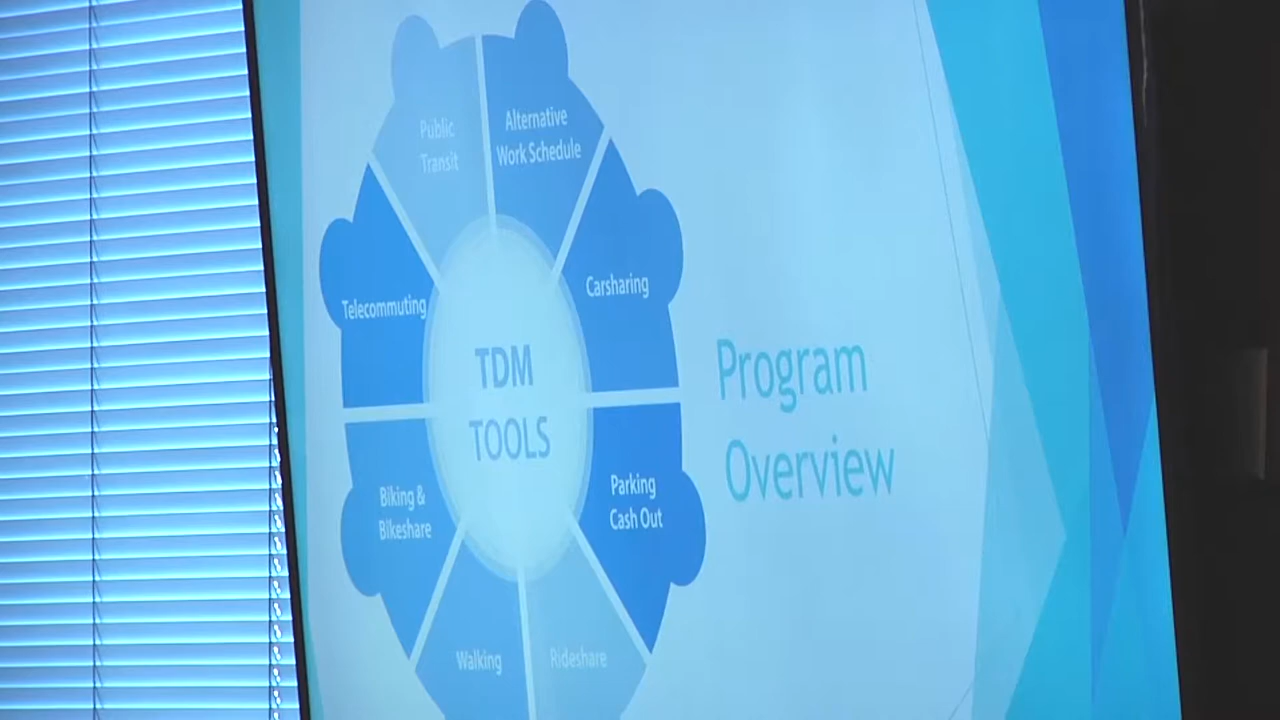 Public
Transit
Alternative
Work Schedule
Telecommuting
Carsharing
TDM
TOOLS
Program
Overview
Biking &
Bikeshare
Parking
Cash Out
Walking
Rideshare